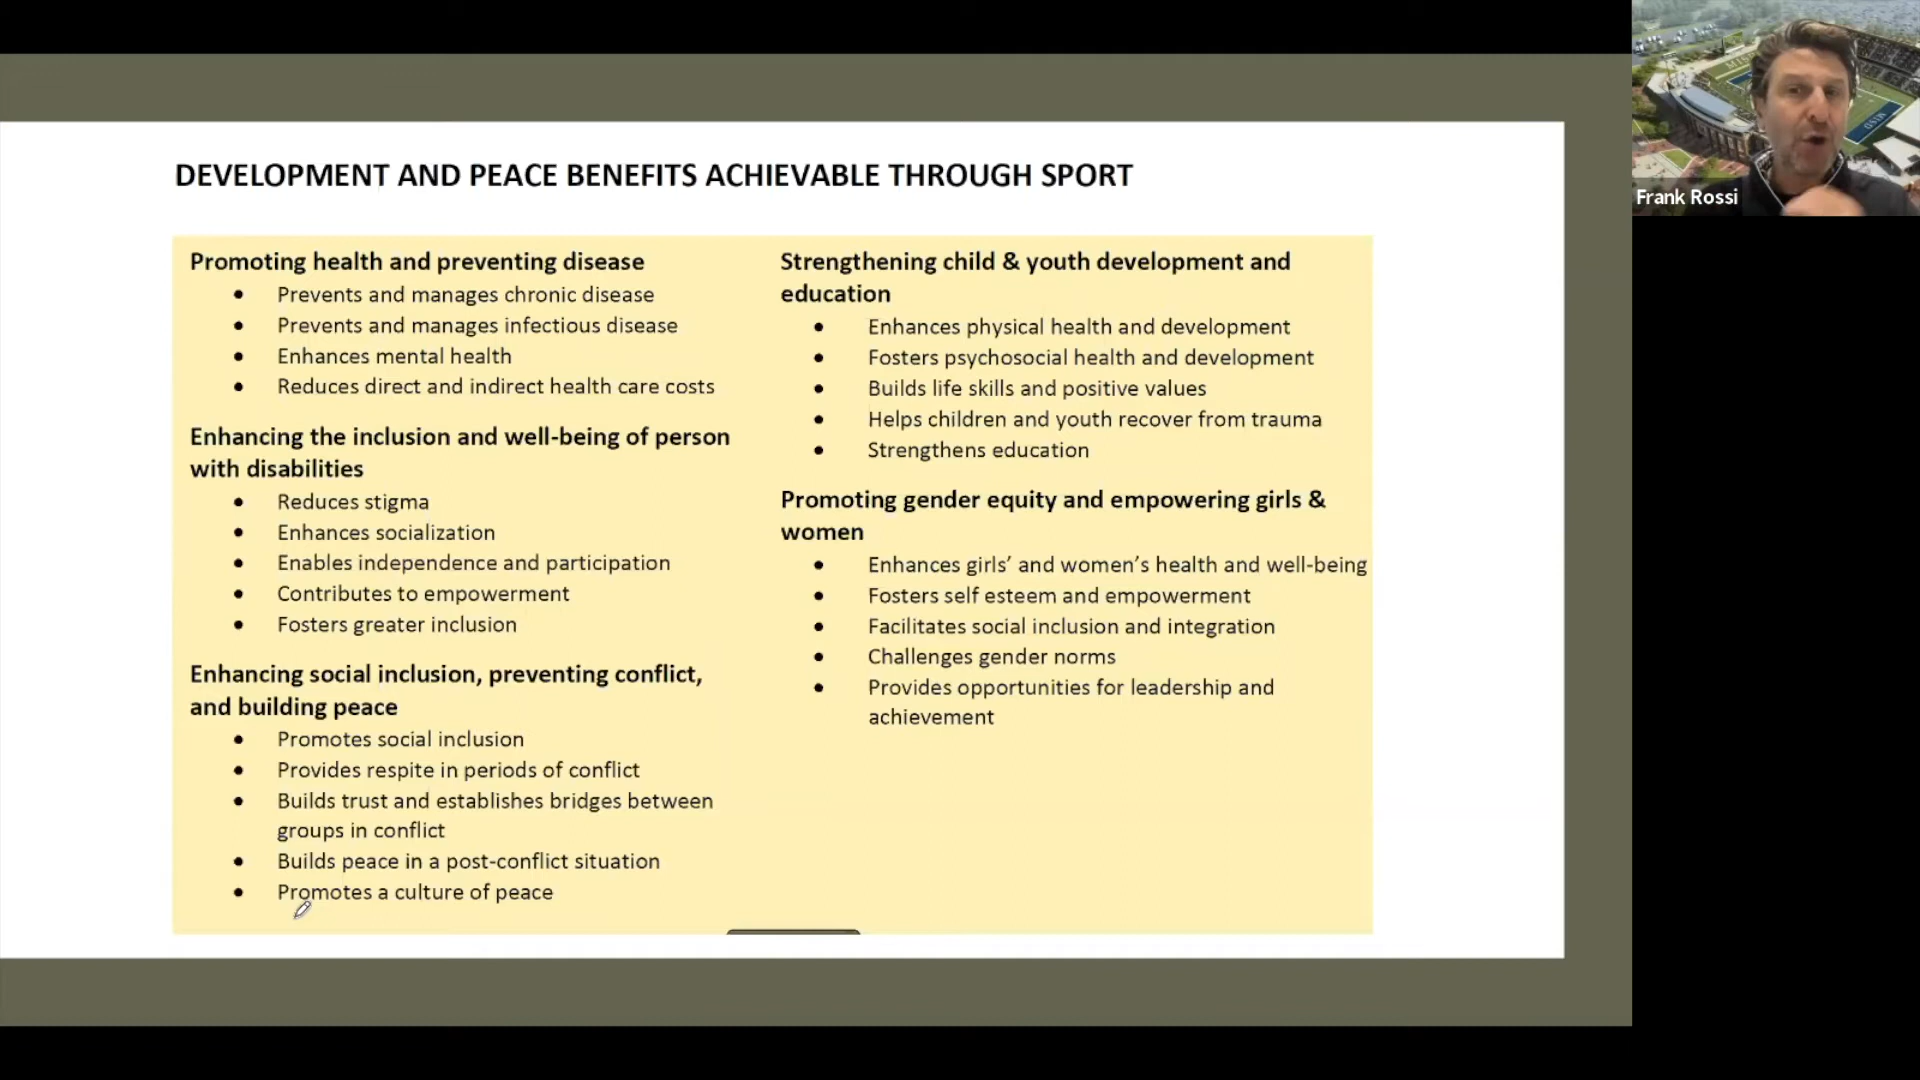 DEVELOPMENT AND PEACE BENEFITS ACHIEVABLE THROUGH SPORT
Promoting health and preventing disease
• Prevents and manages chronic disease
• Prevents and manages infectious disease
• Enhances mental health
• Reduces direct and indirect health care costs
Enhancing the inclusion and well-being of person
with disabilities
• Reduces stigma
• Enhances socialization
• Enables independence and participation
• Contributes to empowerment
• Fosters greater inclusion
Enhancing social inclusion, preventing conflict,
and building peace
• Promotes social inclusion
• Provides respite in periods of conflict
• Builds trust and establishes bridges between
groups in conflict
• Builds peace in a post-conflict situation
• Promotes a culture of peace
Strengthening child & youth development and
education
• Enhances physical health and development
• Fosters psychosocial health and development
• Builds life skills and positive values
• Helps children and youth recover from trauma
• Strengthens education
Promoting gender equity and empowering girls &
women
• Enhances girls’ and women’s health and well-being
• Fosters self esteem and empowerment
• Facilitates social inclusion and integration
• Challenges gender norms
• Provides opportunities for leadership and
achievement
Frank Rossi